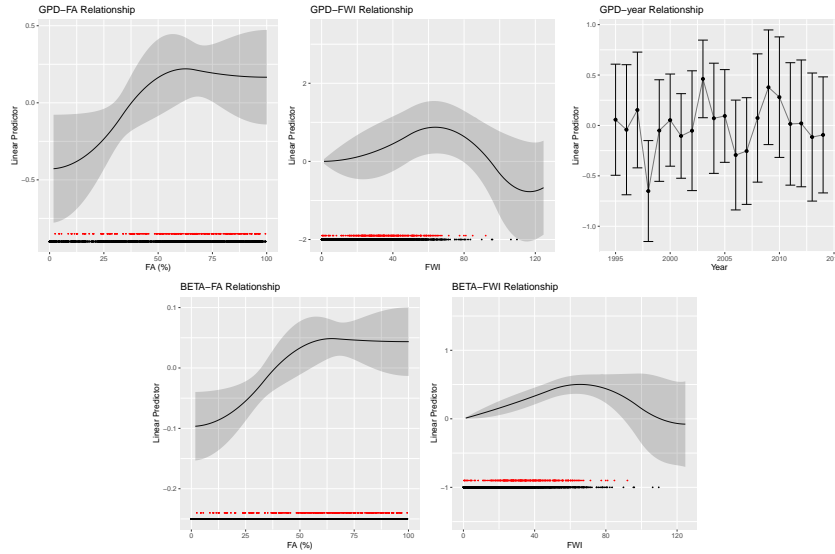 GPD−FA Relationship
GPD−FWI Relationship
GPD−year Relationship
Linear Predictor
0.5
0.0
−0.5
0
25
50
75
100
FA (%)
Linear Predictor
2
0
−2
0
40
80
120
FWI
Linear Predictor
1.0
0.5
0.0
−0.5
−1.0
1995
2000
2005
2010
20
Year
BETA−FA Relationship
BETA−FWI Relationship
Linear Predictor
0.1
0.0
−0.1
−0.2
0
25
50
75
100
FA (%)
Linear Predictor
1
0
−1
0
40
80
120
FWI